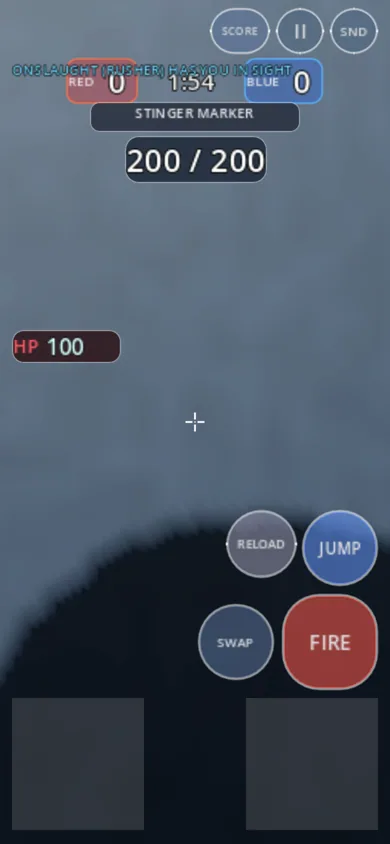 SCORE II SND
ONSLAUGHT (RUSHER) HAS YOU IN SIGHT
RED 0 1:54 BLUE 0
STINGER MARKER
200 / 200
HP 100
RELOAD JUMP
SWAP FIRE